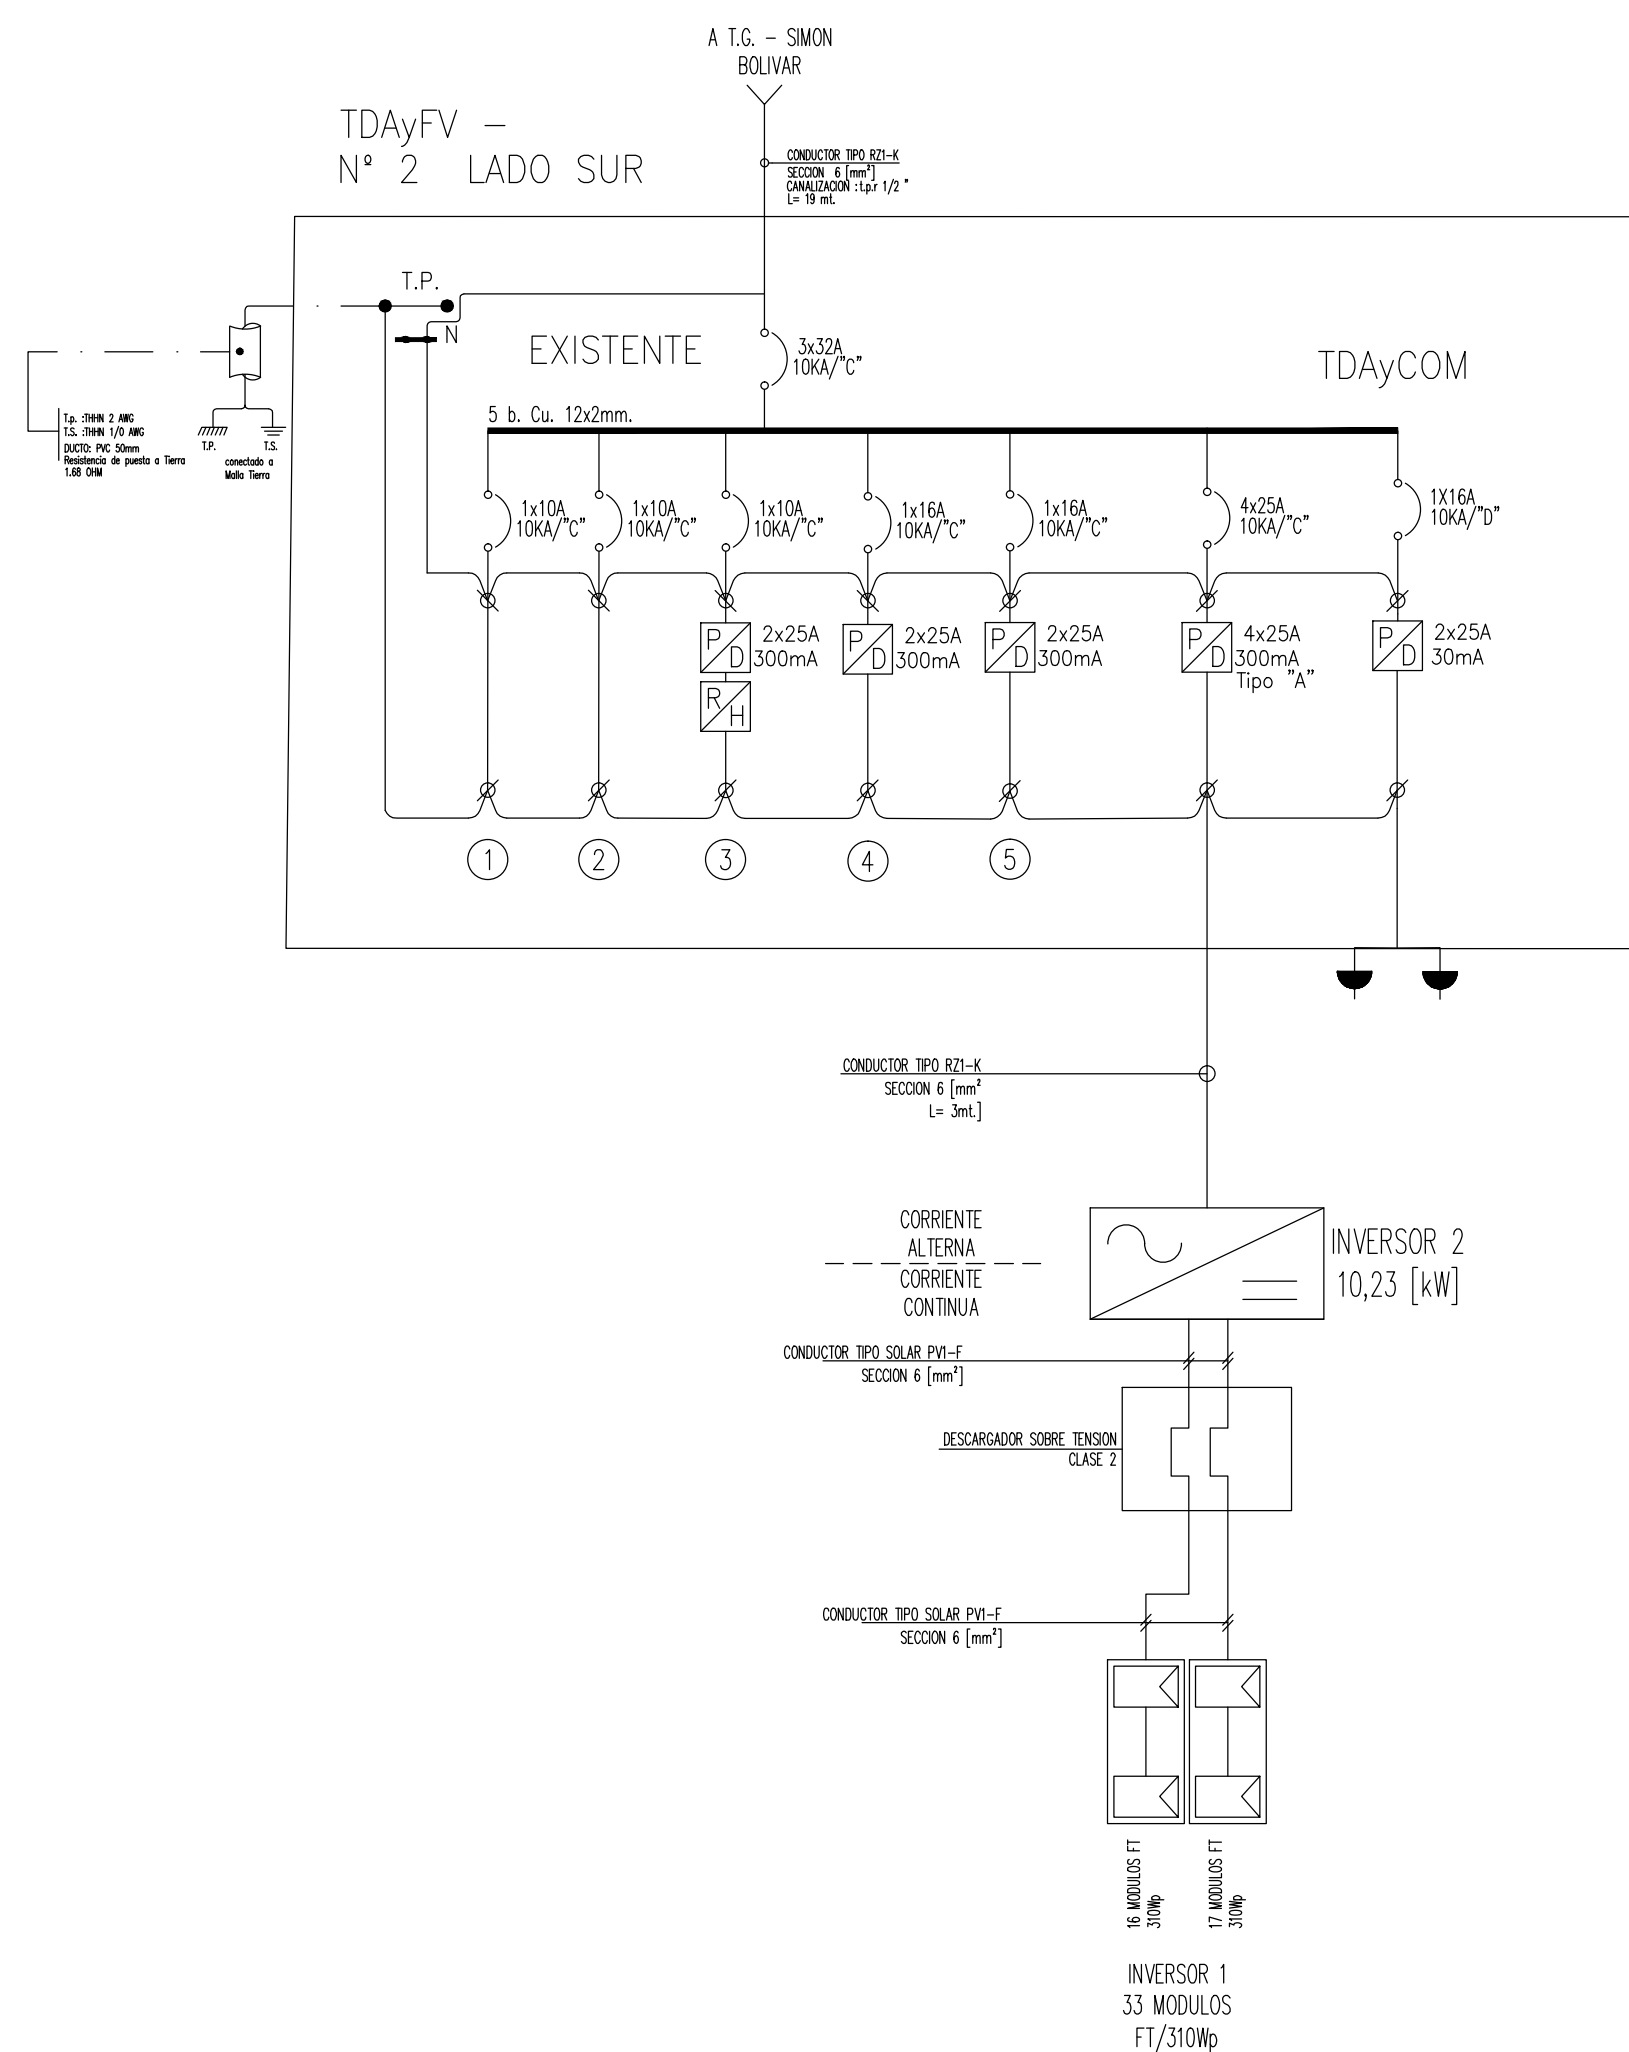 A T.G. - SIMON
BOLIVAR
TDAyFV -
Nº 2 LADO SUR
CONDUCTOR TIPO RZ1-K
SECCION 6 [mm²]
CANALIZACION : t.p.r 1/2 "
L= 19 mt.
T.P.
N
EXISTENTE
3x32A
10KA/"C"
TDAyCOM
5 b. Cu. 12x2mm.
T.p. :THHN 2 AWG
T.S. :THHN 1/0 AWG
DUCTO: PVC 50mm
Resistencia de puesta a Tierra
1.68 OHM
T.P.
T.S.
conectado a
Malla Tierra
1x10A
10KA/"C"
1x10A
10KA/"C"
1x10A
10KA/"C"
1x16A
10KA/"C"
1x16A
10KA/"C"
4x25A
10KA/"C"
1X16A
10KA/"D"
P/D
2x25A
300mA
P/D
2x25A
300mA
P/D
2x25A
300mA
P/D
4x25A
300mA
Tipo "A"
P/D
2x25A
30mA
R/H
1
2
3
4
5
CONDUCTOR TIPO RZ1-K
SECCION 6 [mm²
L= 3mt.]
CORRIENTE
ALTERNA
CORRIENTE
CONTINUA
INVERSOR 2
10,23 [kW]
CONDUCTOR TIPO SOLAR PV1-F
SECCION 6 [mm²]
DESCARGADOR SOBRE TENSION
CLASE 2
CONDUCTOR TIPO SOLAR PV1-F
SECCION 6 [mm²]
16 MODULOS FT
310Wp
17 MODULOS FT
310Wp
INVERSOR 1
33 MODULOS
FT/310Wp